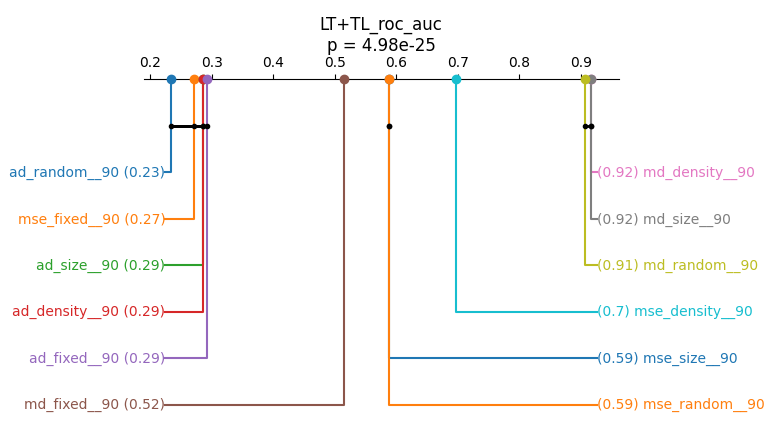 LT+TL_roc_auc
p = 4.98e-25
0.2 0.3 0.4 0.5 0.6 0.7 0.8 0.9
ad_random__90 (0.23) (0.92) md_density__90
mse_fixed__90 (0.27) (0.92) md_size__90
ad_size__90 (0.29) (0.91) md_random__90
ad_density__90 (0.29) (0.7) mse_density__90
ad_fixed__90 (0.29) (0.59) mse_size__90
md_fixed__90 (0.52) (0.59) mse_random__90